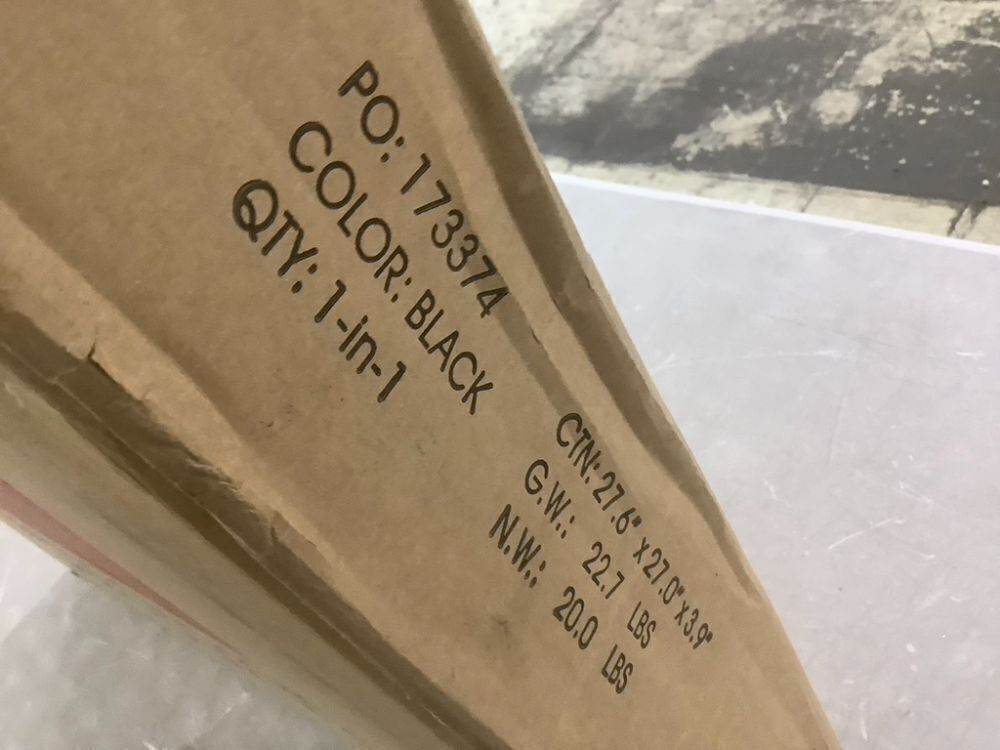 PO: 173374
COLOR: BLACK
QTY: 1-in-1
CTN: 27.6" x 27.0" x 3.9"
G.W.: 22.7 LBS
N.W.: 20.0 LBS